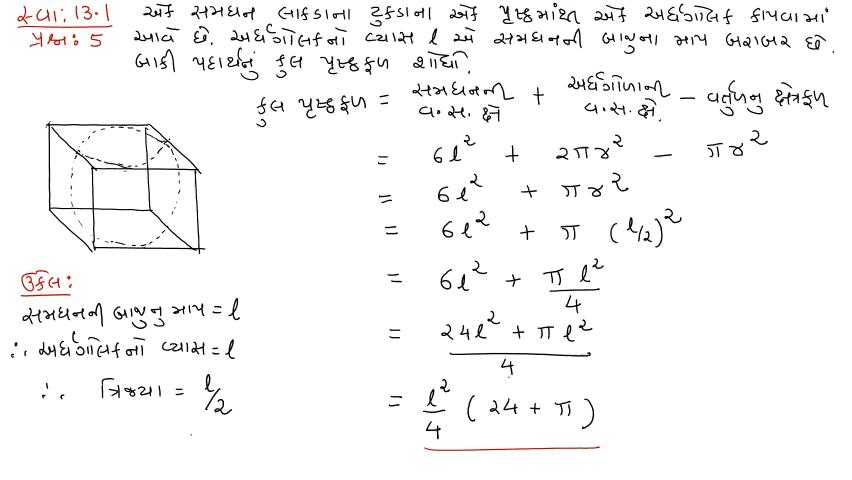 સ્વા: 13.1
પ્રશ્ન: 5
એક સમઘન લાકડાના ટુકડાના એક પૃષ્ઠમાંથી એક અર્ધગોલક કાપવામાં
આવે છે. અર્ધગોલકનો વ્યાસ l એ સમઘનની બાજુના માપ બરાબર છે.
બાકી પદાર્થનું કુલ પૃષ્ઠફળ શોધો.
કુલ પૃષ્ઠફળ = સમઘનની વ.સ.ક્ષે + અર્ધગોળાની વ.સ.ક્ષે. - વર્તુળનુ ક્ષેત્રફળ
= 6l² + 2πr² - πr²
= 6l² + πr²
= 6l² + π (l/2)²
= 6l² + πl²/4
= 24l² + πl²/4
= l²/4 (24 + π)
ઉકેલ:
સમઘનની બાજુનુ માપ = l
∴ અર્ધગોલકનો વ્યાસ = l
∴ ત્રિજ્યા = l/2